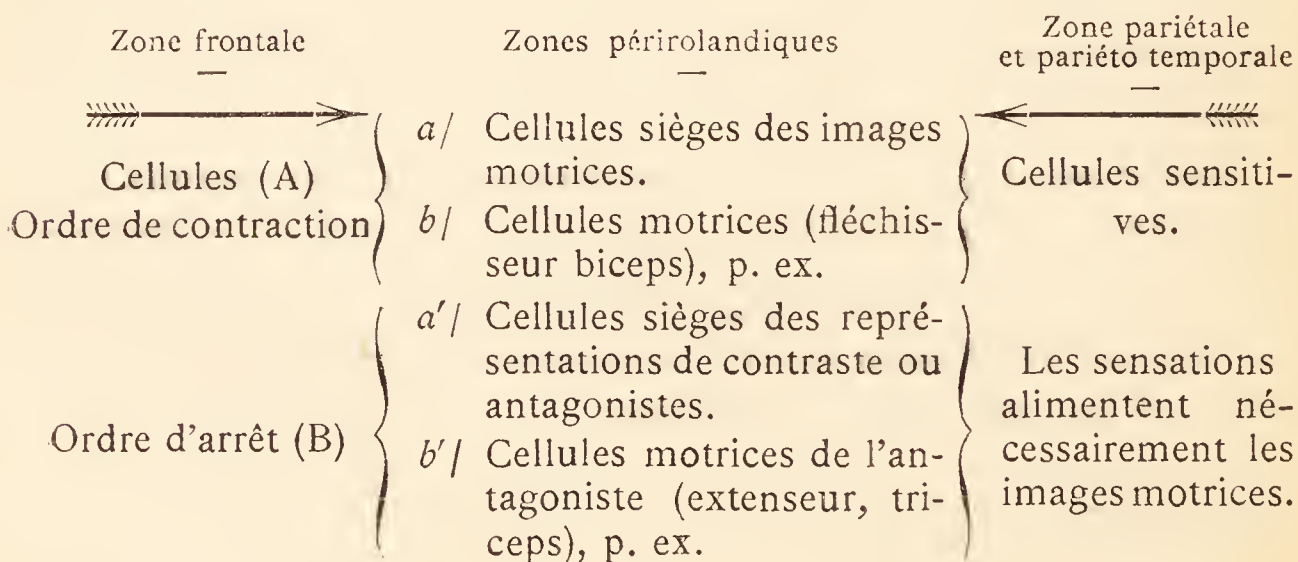 Zone frontale
Cellules (A)
Ordre de contraction
Ordre d'arrêt (B)
Zones périrolandiques
a/ Cellules sièges des images
motrices.
b/ Cellules motrices (fléchis-
seur biceps), p. ex.
a'/ Cellules sièges des repré-
sentations de contraste ou
antagonistes.
b'/ Cellules motrices de l'an-
tagoniste (extenseur, tri-
ceps), p. ex.
Zone pariétale
et pariéto temporale
Cellules sensiti-
ves.
Les sensations
alimentent né-
cessairement les
images motrices.